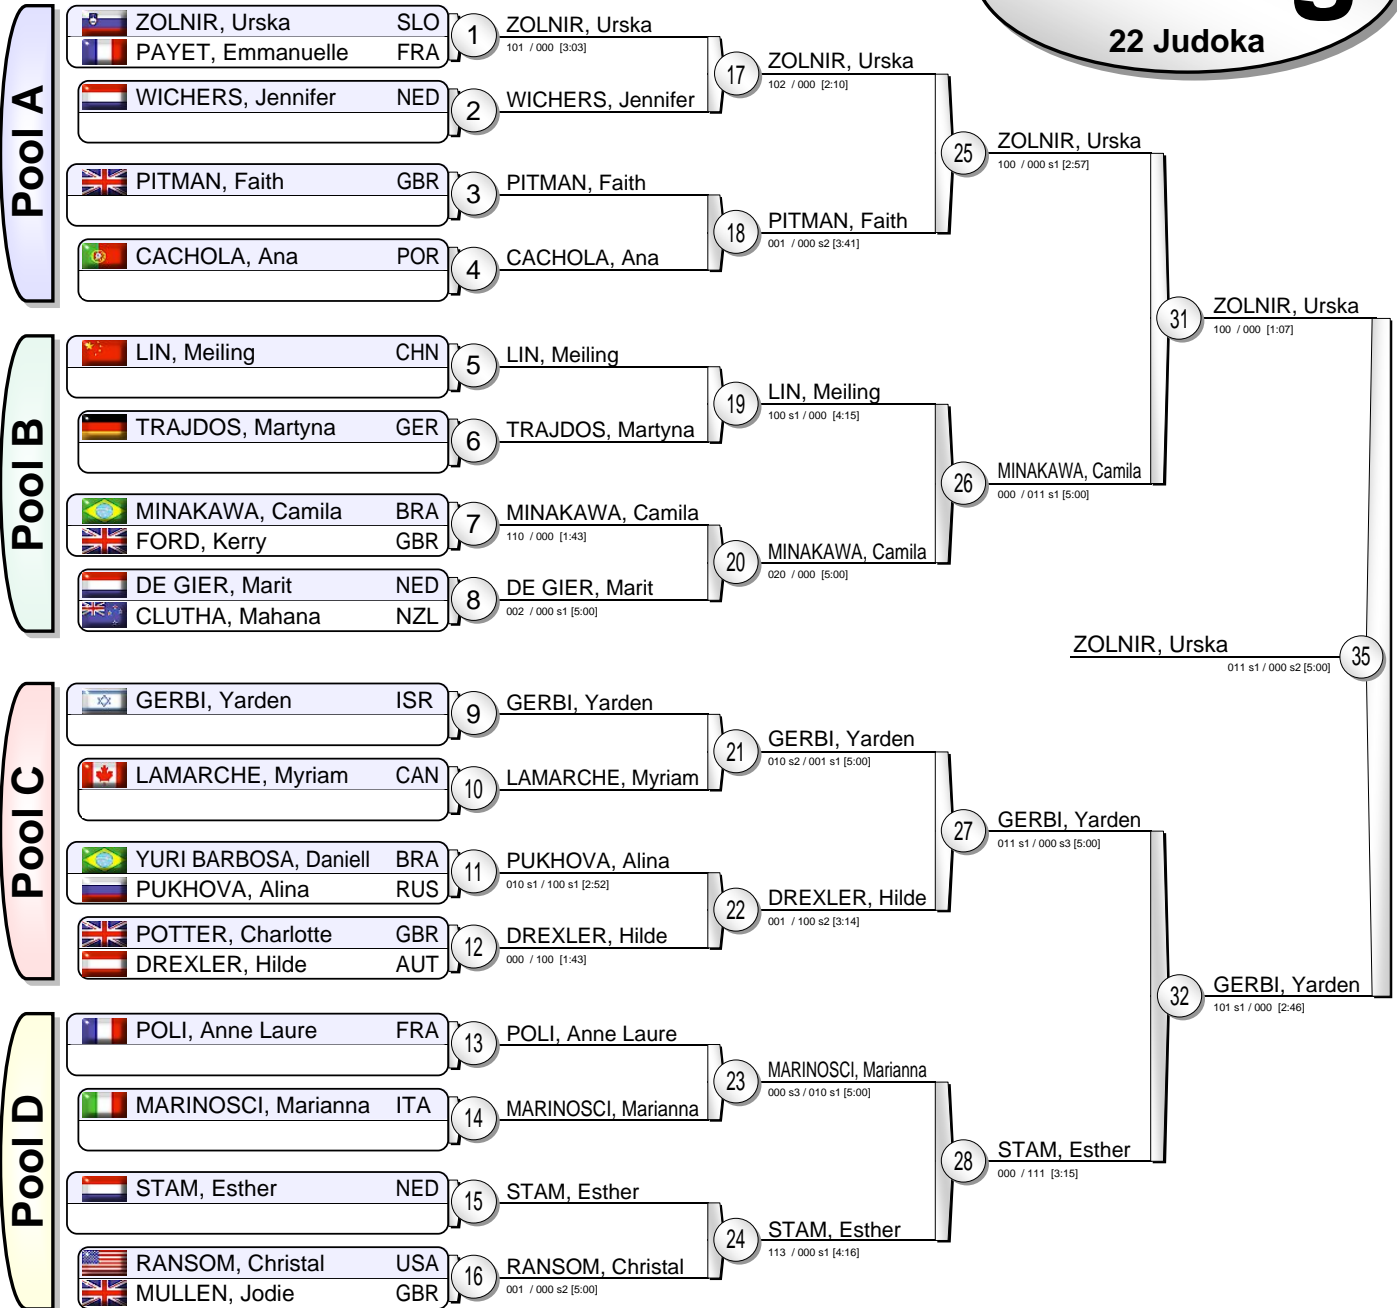 22 Judoka
Pool A
ZOLNIR, Urska SLO
PAYET, Emmanuelle FRA
1
ZOLNIR, Urska
101 / 000 [3:03]
WICHERS, Jennifer NED
2
WICHERS, Jennifer
17
ZOLNIR, Urska
102 / 000 [2:10]
PITMAN, Faith GBR
3
PITMAN, Faith
CACHOLA, Ana POR
4
CACHOLA, Ana
18
PITMAN, Faith
001 / 000 s2 [3:41]
25
ZOLNIR, Urska
100 / 000 s1 [2:57]
Pool B
LIN, Meiling CHN
5
LIN, Meiling
TRAJDOS, Martyna GER
6
TRAJDOS, Martyna
19
LIN, Meiling
100 s1 / 000 [4:15]
MINAKAWA, Camila BRA
FORD, Kerry GBR
7
MINAKAWA, Camila
110 / 000 [1:43]
DE GIER, Marit NED
CLUTHA, Mahana NZL
8
DE GIER, Marit
002 / 000 s1 [5:00]
20
MINAKAWA, Camila
020 / 000 [5:00]
26
MINAKAWA, Camila
000 / 011 s1 [5:00]
31
ZOLNIR, Urska
100 / 000 [1:07]
ZOLNIR, Urska
011 s1 / 000 s2 [5:00]
35
Pool C
GERBI, Yarden ISR
9
GERBI, Yarden
LAMARCHE, Myriam CAN
10
LAMARCHE, Myriam
21
GERBI, Yarden
010 s2 / 001 s1 [5:00]
YURI BARBOSA, Daniell BRA
PUKHOVA, Alina RUS
11
PUKHOVA, Alina
010 s1 / 100 s1 [2:52]
POTTER, Charlotte GBR
DREXLER, Hilde AUT
12
DREXLER, Hilde
000 / 100 [1:43]
22
DREXLER, Hilde
001 / 100 s2 [3:14]
27
GERBI, Yarden
011 s1 / 000 s3 [5:00]
Pool D
POLI, Anne Laure FRA
13
POLI, Anne Laure
MARINOSCI, Marianna ITA
14
MARINOSCI, Marianna
23
MARINOSCI, Marianna
000 s3 / 010 s1 [5:00]
STAM, Esther NED
15
STAM, Esther
RANSOM, Christal USA
MULLEN, Jodie GBR
16
RANSOM, Christal
001 / 000 s2 [5:00]
24
STAM, Esther
113 / 000 s1 [4:16]
28
STAM, Esther
000 / 111 [3:15]
32
GERBI, Yarden
101 s1 / 000 [2:46]